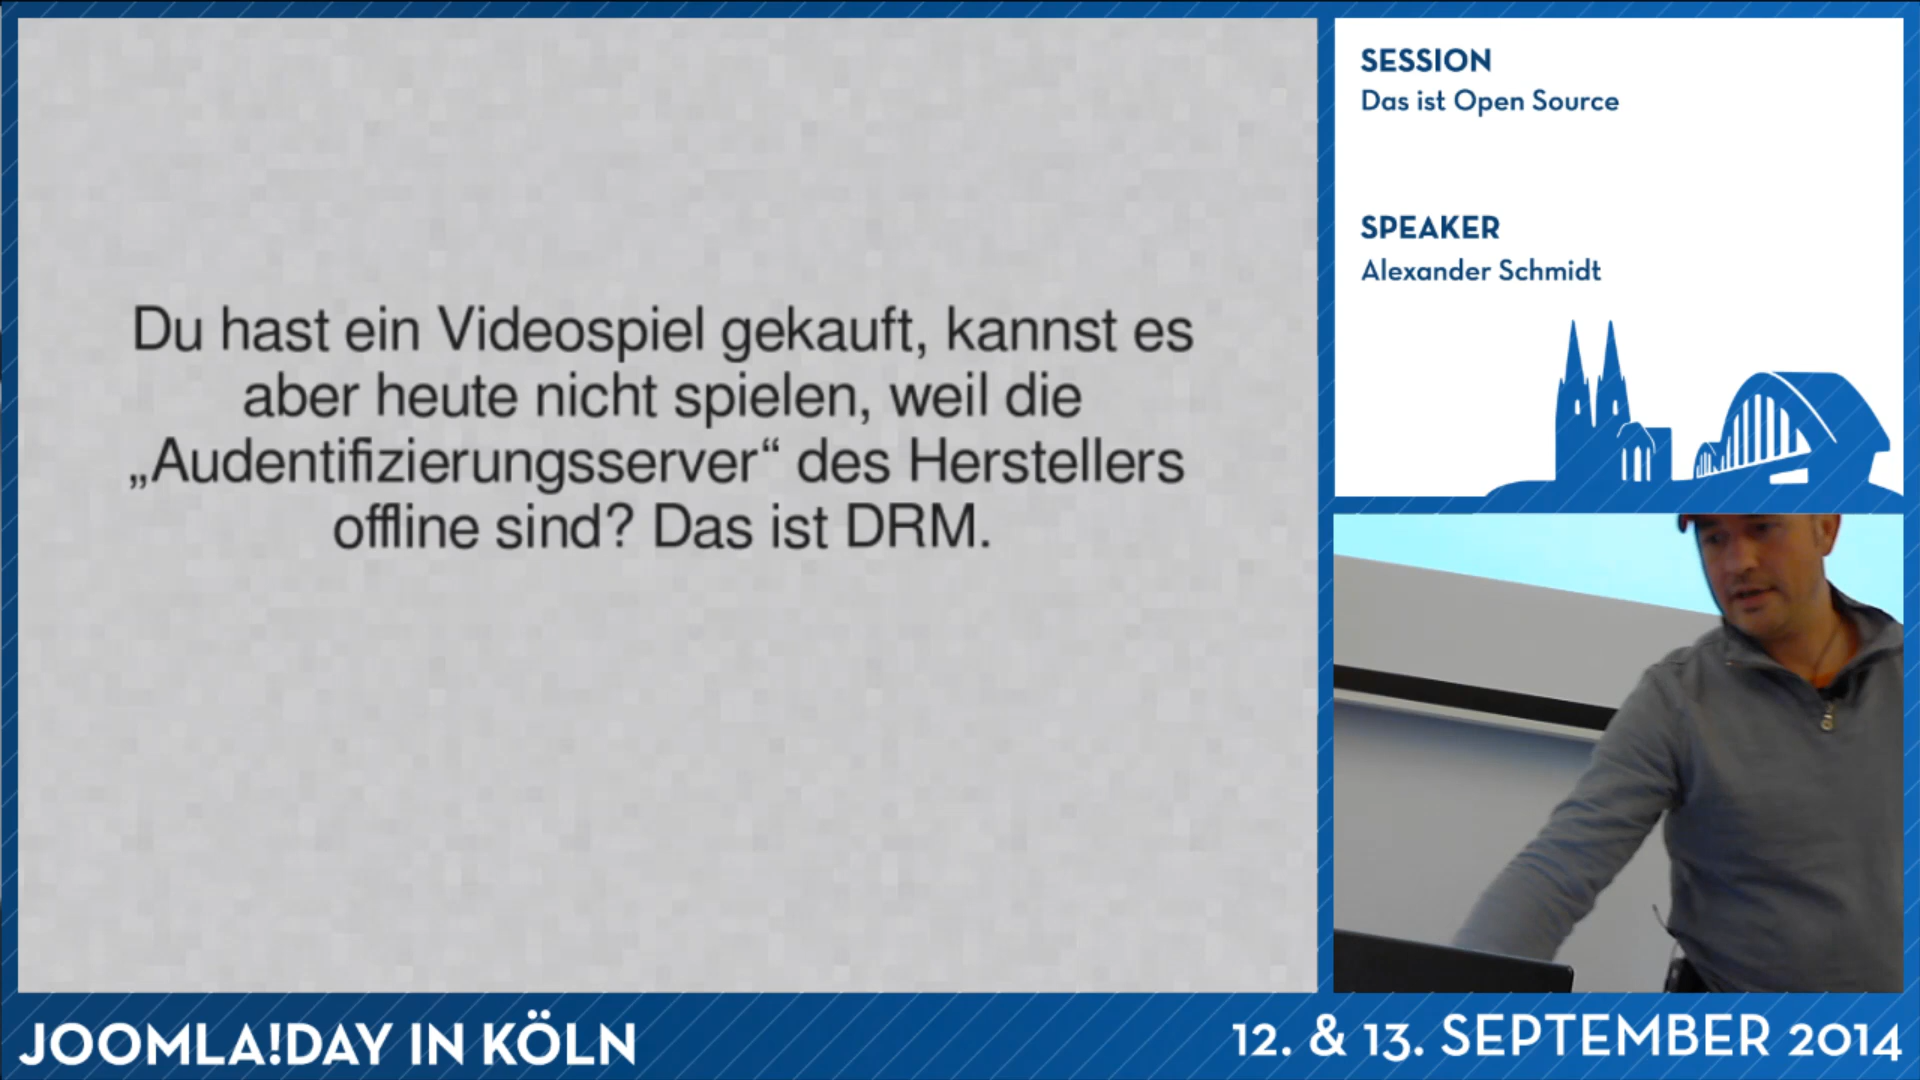 Du hast ein Videospiel gekauft, kannst es
aber heute nicht spielen, weil die
„Audentifizierungsserver“ des Herstellers
offline sind? Das ist DRM.
SESSION
Das ist Open Source
SPEAKER
Alexander Schmidt
JOOMLA!DAY IN KÖLN
12. & 13. SEPTEMBER 2014